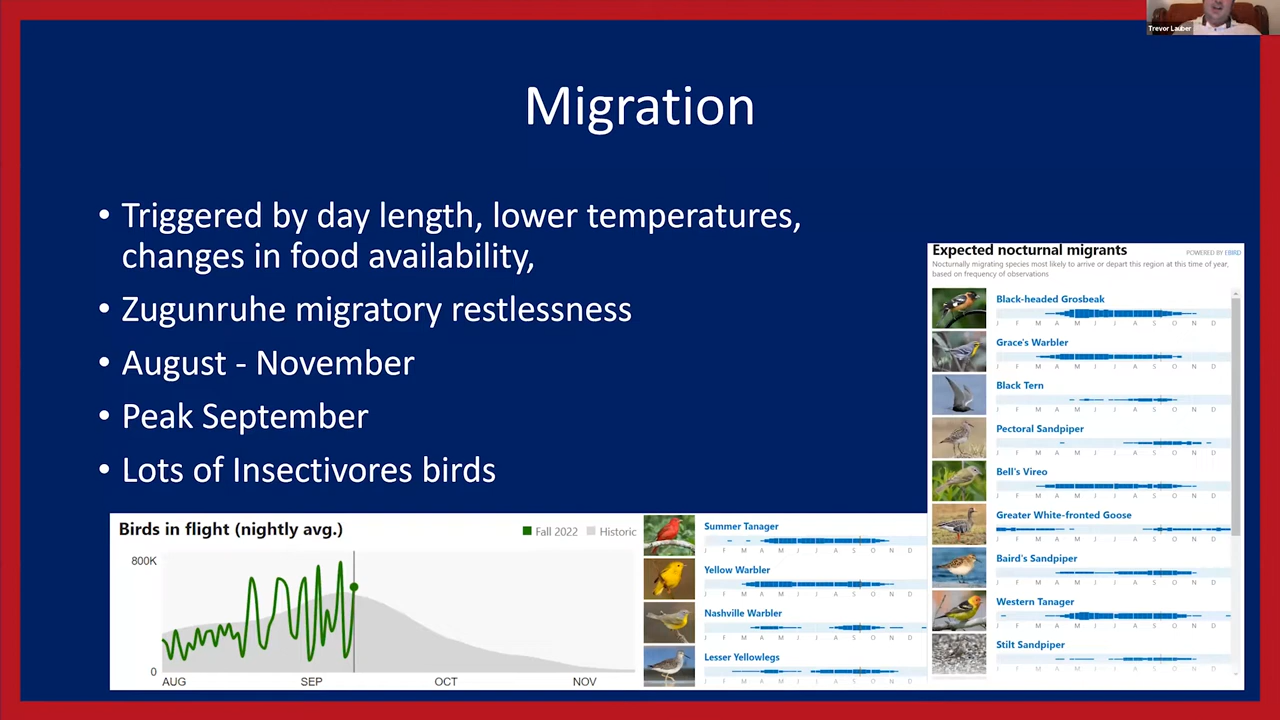 Trevor Lauber
Migration
• Triggered by day length, lower temperatures,
changes in food availability,
• Zugunruhe migratory restlessness
• August - November
• Peak September
• Lots of Insectivores birds
Birds in flight (nightly avg.)
Fall 2022
Historic
800K
0
AUG SEP OCT NOV
Summer Tanager
J F M A M J J A S O N D
Yellow Warbler
J F M A M J J A S O N D
Nashville Warbler
J F M A M J J A S O N D
Lesser Yellowlegs
J F M A M J J A S O N D
Expected nocturnal migrants
POWERED BY EBIRD
Nocturnally migrating species most likely to arrive or depart this region at this time of year,
based on frequency of observations
Black-headed Grosbeak
J F M A M J J A S O N D
Grace's Warbler
J F M A M J J A S O N D
Black Tern
J F M A M J J A S O N D
Pectoral Sandpiper
J F M A M J J A S O N D
Bell's Vireo
J F M A M J J A S O N D
Greater White-fronted Goose
J F M A M J J A S O N D
Baird's Sandpiper
J F M A M J J A S O N D
Western Tanager
J F M A M J J A S O N D
Stilt Sandpiper
J F M A M J J A S O N D